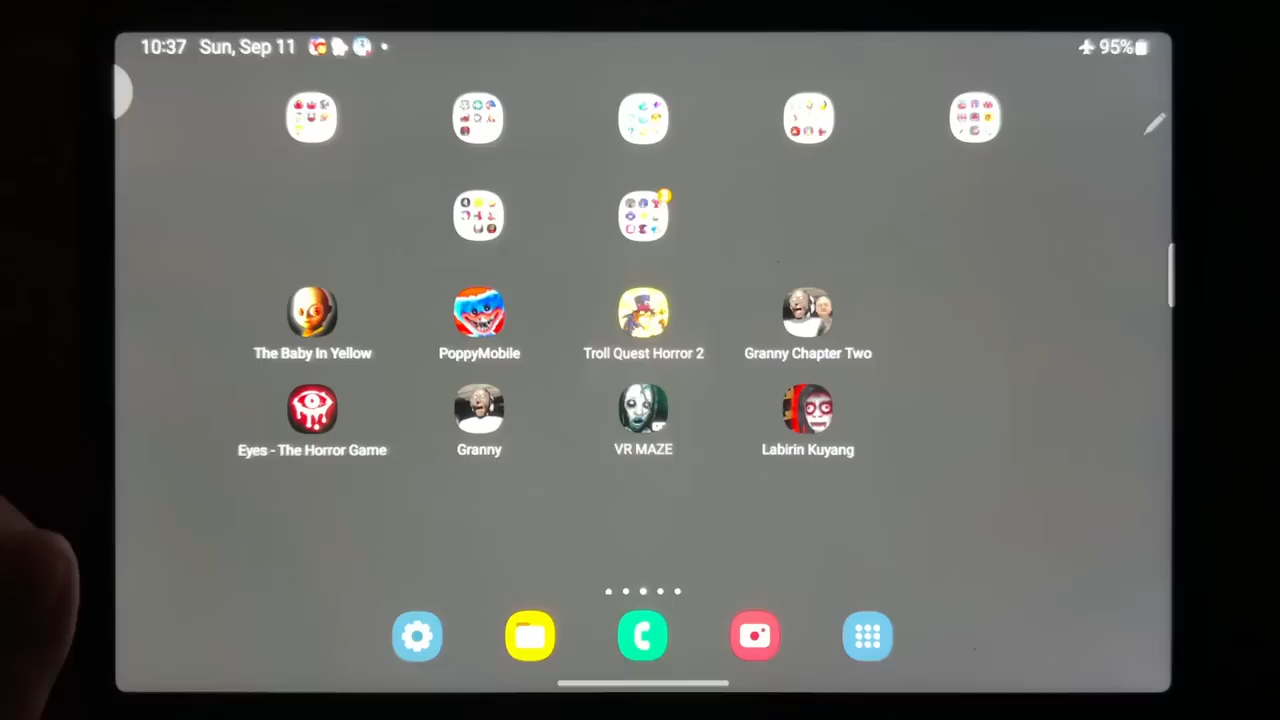 10:37 Sun, Sep 11 95%
The Baby In Yellow PoppyMobile Troll Quest Horror 2 Granny Chapter Two
Eyes - The Horror Game Granny VR MAZE Labirin Kuyang